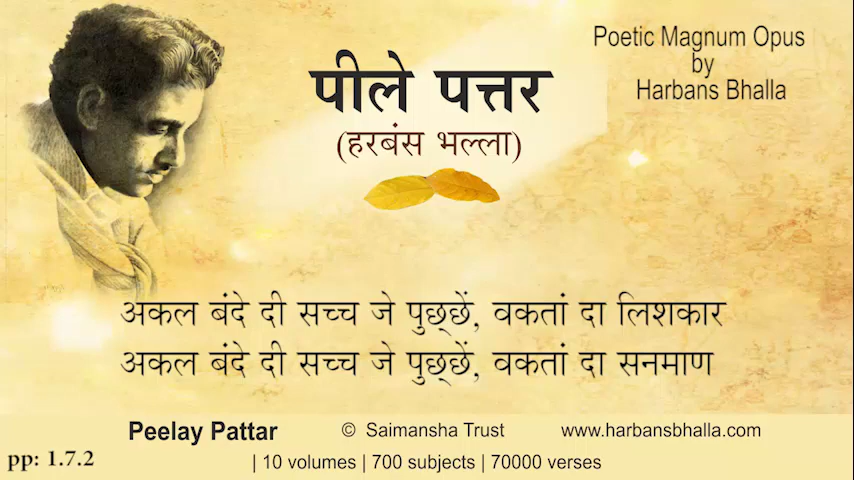 पीले पत्तर
(हरबंस भल्ला)
Poetic Magnum Opus
by
Harbans Bhalla
अकल बंदे दी सच्च जे पुछ्छें, वकतां दा लिशकार
अकल बंदे दी सच्च जे पुछ्छें, वकतां दा सनमाण
Peelay Pattar © Saimansha Trust www.harbansbhalla.com
pp: 1.7.2 | 10 volumes | 700 subjects | 70000 verses